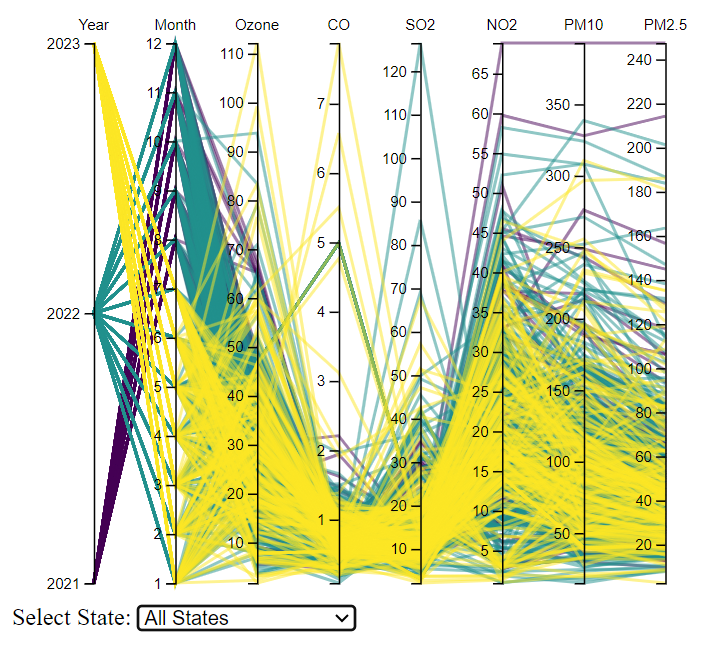 Year Month Ozone CO SO2 NO2 PM10 PM2.5
2023 12 110 7 120 65 350 240
11 100 6 110 60 300 220
10 90 5 100 55 250 200
9 80 4 90 50 200 180
8 70 3 80 45 150 160
2022 7 60 2 70 40 100 140
6 50 1 60 35 50 120
5 40 50 30 100
4 30 40 25 80
3 20 30 20 60
2 10 20 15 40
2021 1 10 10 20
5
Select State: All States